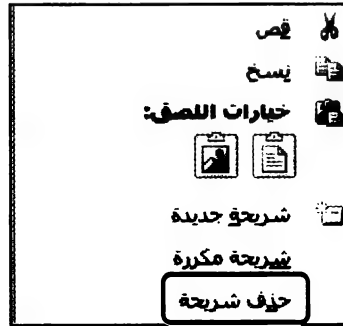 قص
نسخ
خيارات اللصق:
شريحة جديدة
شريحة مكررة
حذف شريحة